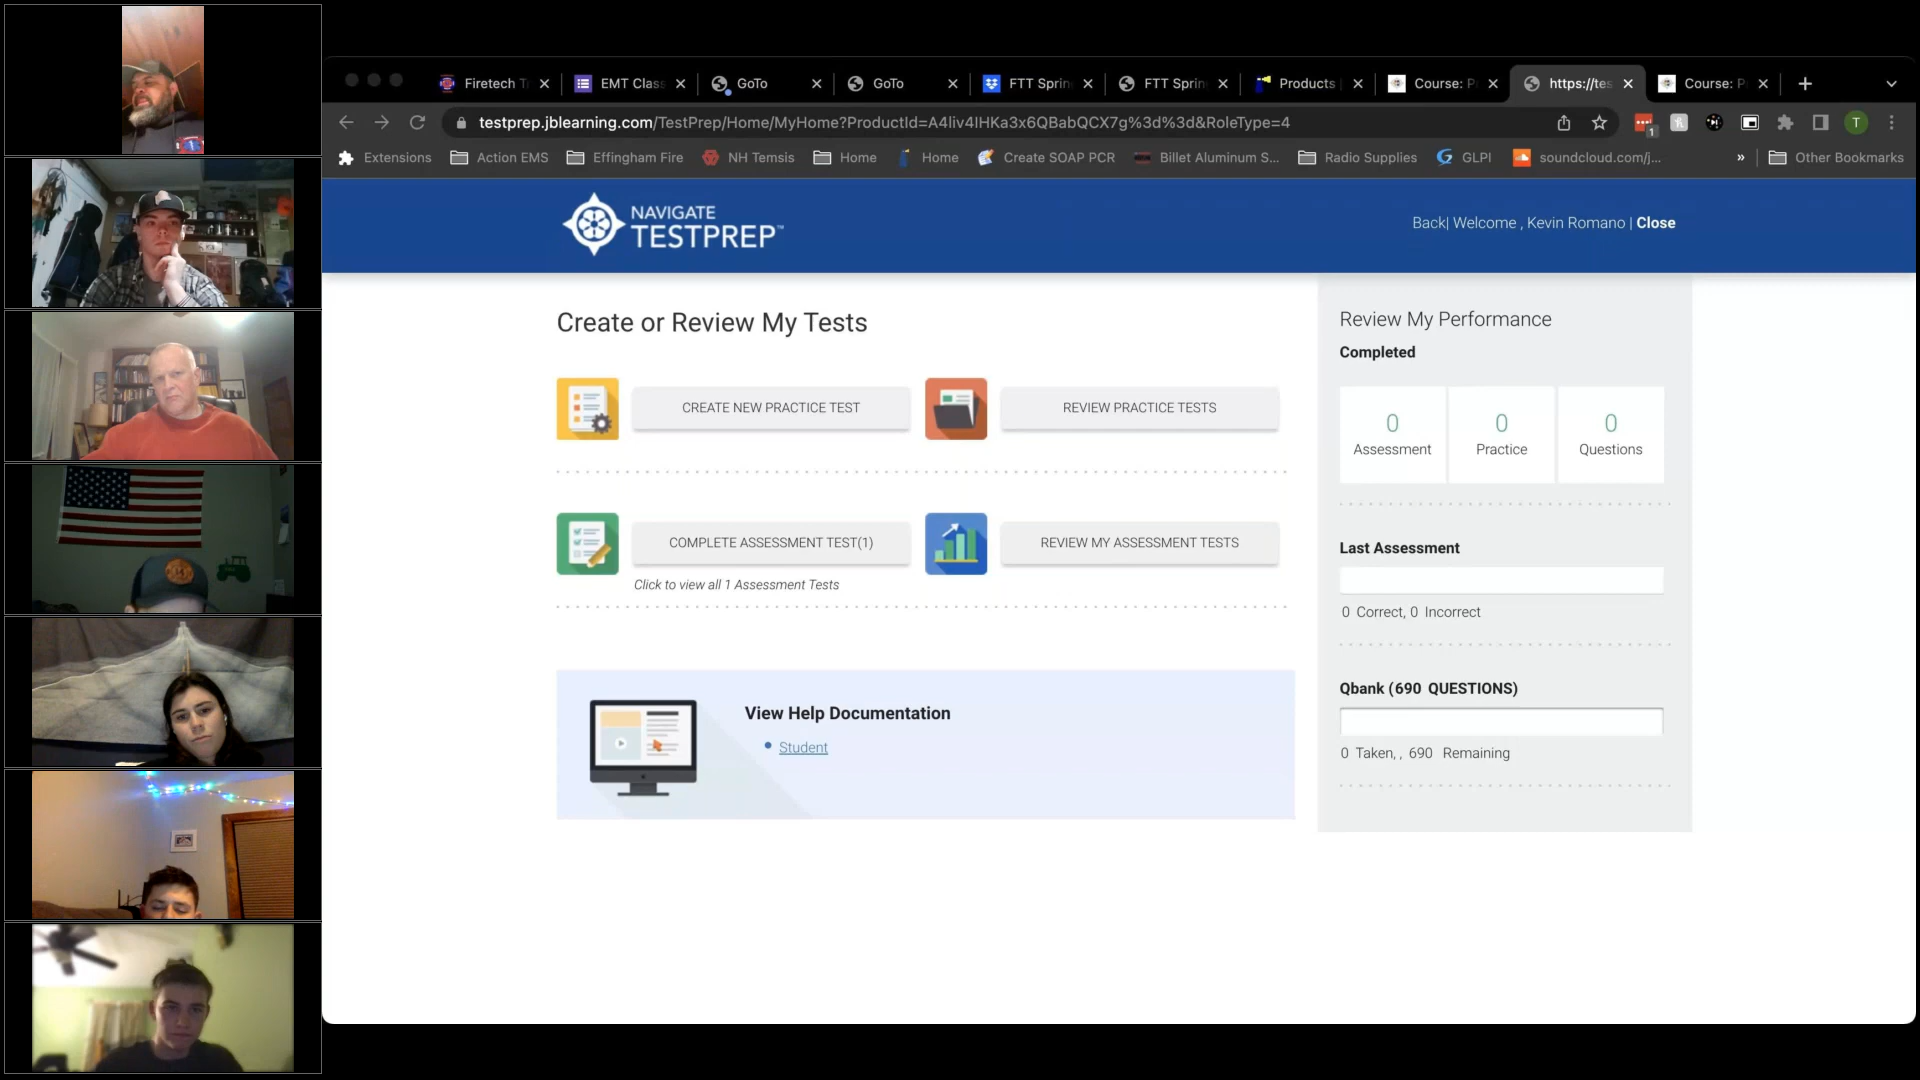 Firetech T
EMT Class
GoTo
GoTo
FTT Sprin
FTT Sprin
Products
Course: P
https://tes
Course: P
testprep.jblearning.com/TestPrep/Home/MyHome?ProductId=A4liv4IHKa3x6QBabQCX7g%3d%3d&RoleType=4
1
T
Extensions
Action EMS
Effingham Fire
NH Temsis
Home
Home
Create SOAP PCR
Billet Aluminum S...
Radio Supplies
GLPI
soundcloud.com/j...
»
Other Bookmarks
NAVIGATE
TESTPREP™
Back| Welcome , Kevin Romano | Close
Create or Review My Tests
CREATE NEW PRACTICE TEST
REVIEW PRACTICE TESTS
COMPLETE ASSESSMENT TEST(1)
Click to view all 1 Assessment Tests
REVIEW MY ASSESSMENT TESTS
View Help Documentation
• Student
Review My Performance
Completed
0
Assessment
0
Practice
0
Questions
Last Assessment
0 Correct, 0 Incorrect
Qbank (690 QUESTIONS)
0 Taken, , 690 Remaining